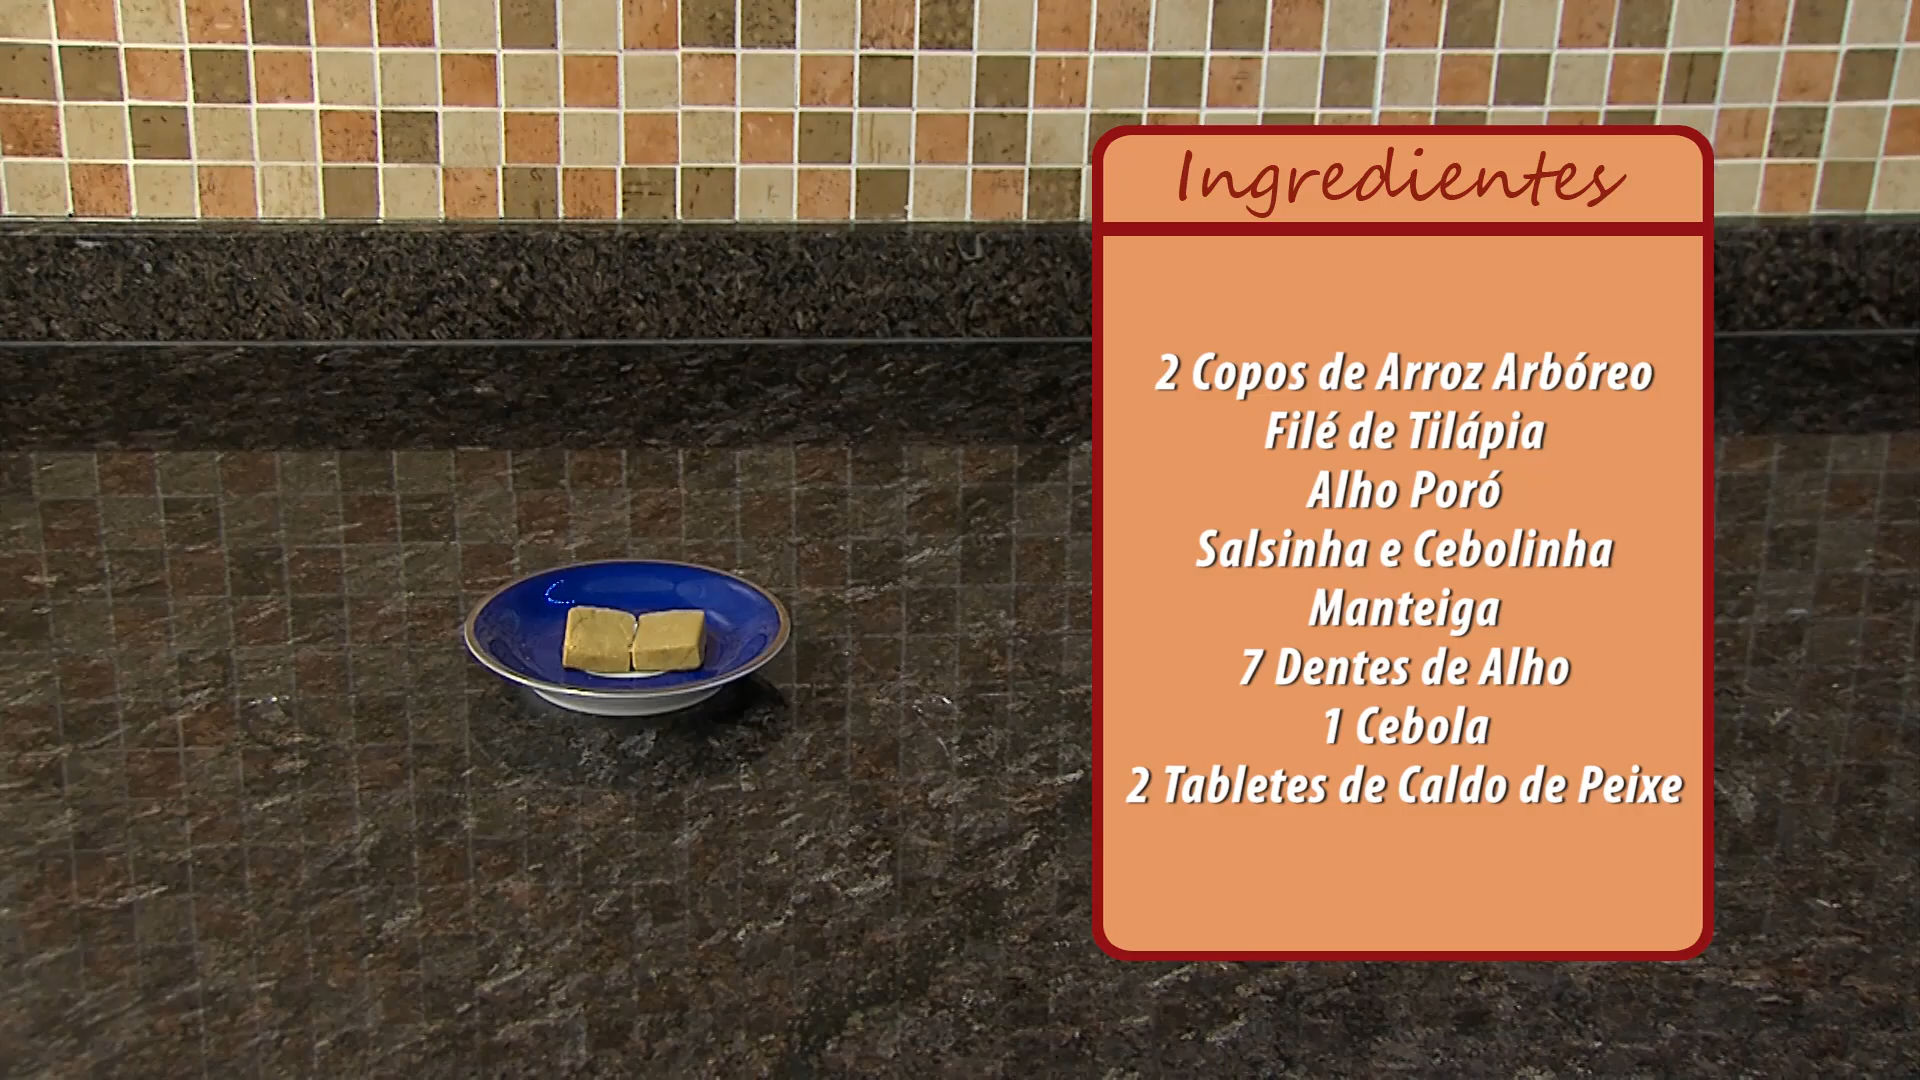 Ingredientes
2 Copos de Arroz Arbóreo
Filé de Tilápia
Alho Poró
Salsinha e Cebolinha
Manteiga
7 Dentes de Alho
1 Cebola
2 Tabletes de Caldo de Peixe